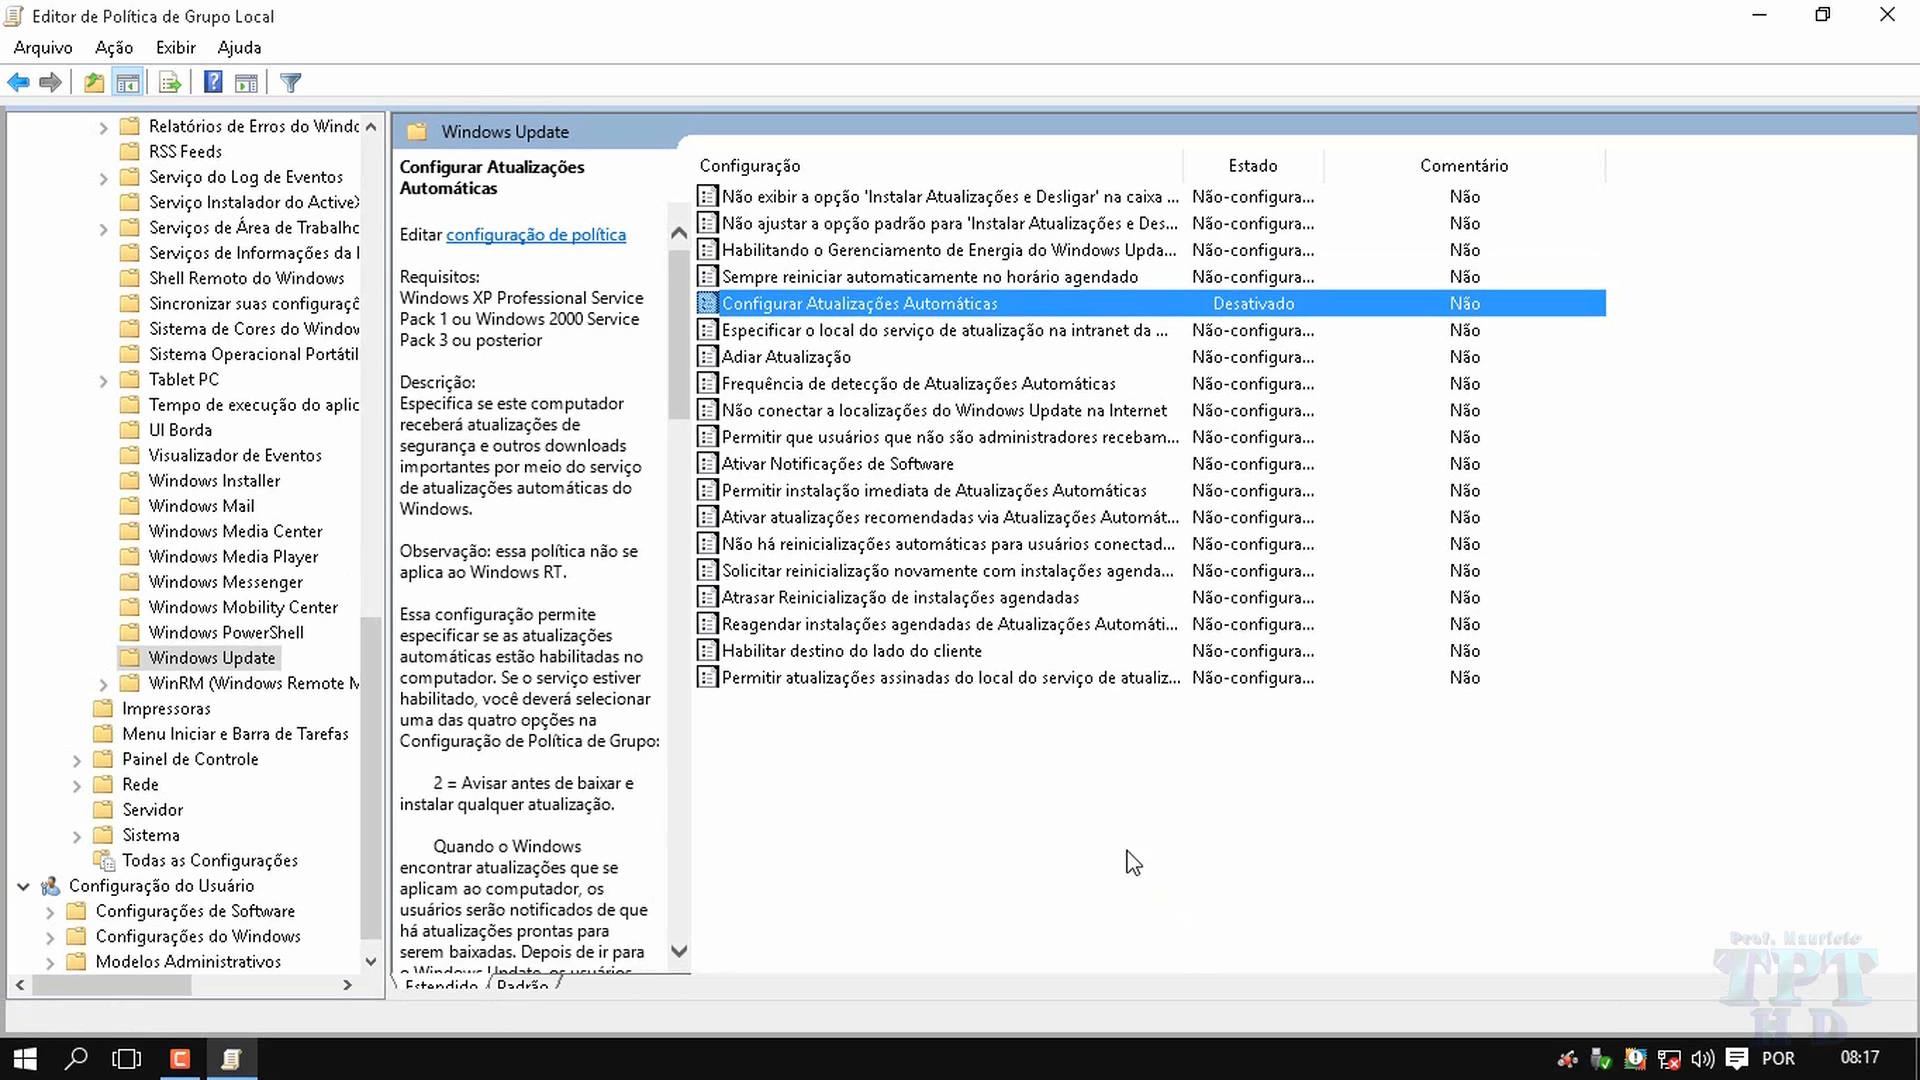 Editor de Política de Grupo Local
Arquivo Ação Exibir Ajuda
Relatórios de Erros do Windo
RSS Feeds
Serviço do Log de Eventos
Serviço Instalador do ActiveX
Serviços de Área de Trabalho
Serviços de Informações da I
Shell Remoto do Windows
Sincronizar suas configuraçõ
Sistema de Cores do Window
Sistema Operacional Portátil
Tablet PC
Tempo de execução do aplic
UI Borda
Visualizador de Eventos
Windows Installer
Windows Mail
Windows Media Center
Windows Media Player
Windows Messenger
Windows Mobility Center
Windows PowerShell
Windows Update
WinRM (Windows Remote M
Impressoras
Menu Iniciar e Barra de Tarefas
Painel de Controle
Rede
Servidor
Sistema
Todas as Configurações
Configuração do Usuário
Configurações de Software
Configurações do Windows
Modelos Administrativos
Windows Update
Configurar Atualizações
Automáticas
Editar configuração de política
Requisitos:
Windows XP Professional Service
Pack 1 ou Windows 2000 Service
Pack 3 ou posterior
Descrição:
Especifica se este computador
receberá atualizações de
segurança e outros downloads
importantes por meio do serviço
de atualizações automáticas do
Windows.
Observação: essa política não se
aplica ao Windows RT.
Essa configuração permite
especificar se as atualizações
automáticas estão habilitadas no
computador. Se o serviço estiver
habilitado, você deverá selecionar
uma das quatro opções na
Configuração de Política de Grupo:
2 = Avisar antes de baixar e
instalar qualquer atualização.
Quando o Windows
encontrar atualizações que se
aplicam ao computador, os
usuários serão notificados de que
há atualizações prontas para
serem baixadas. Depois de ir para
o Windows Update, os usuários
Estendido Padrão
Configuração Estado Comentário
Não exibir a opção 'Instalar Atualizações e Desligar' na caixa ... Não-configura... Não
Não ajustar a opção padrão para 'Instalar Atualizações e Des... Não-configura... Não
Habilitando o Gerenciamento de Energia do Windows Upda... Não-configura... Não
Sempre reiniciar automaticamente no horário agendado Não-configura... Não
Configurar Atualizações Automáticas Desativado Não
Especificar o local do serviço de atualização na intranet da ... Não-configura... Não
Adiar Atualização Não-configura... Não
Frequência de detecção de Atualizações Automáticas Não-configura... Não
Não conectar a localizações do Windows Update na Internet Não-configura... Não
Permitir que usuários que não são administradores recebam... Não-configura... Não
Ativar Notificações de Software Não-configura... Não
Permitir instalação imediata de Atualizações Automáticas Não-configura... Não
Ativar atualizações recomendadas via Atualizações Automát... Não-configura... Não
Não há reinicializações automáticas para usuários conectad... Não-configura... Não
Solicitar reinicialização novamente com instalações agenda... Não-configura... Não
Atrasar Reinicialização de instalações agendadas Não-configura... Não
Reagendar instalações agendadas de Atualizações Automáti... Não-configura... Não
Habilitar destino do lado do cliente Não-configura... Não
Permitir atualizações assinadas do local do serviço de atualiz... Não-configura... Não
Prof. Mauricio
TPT
HD
POR 08:17